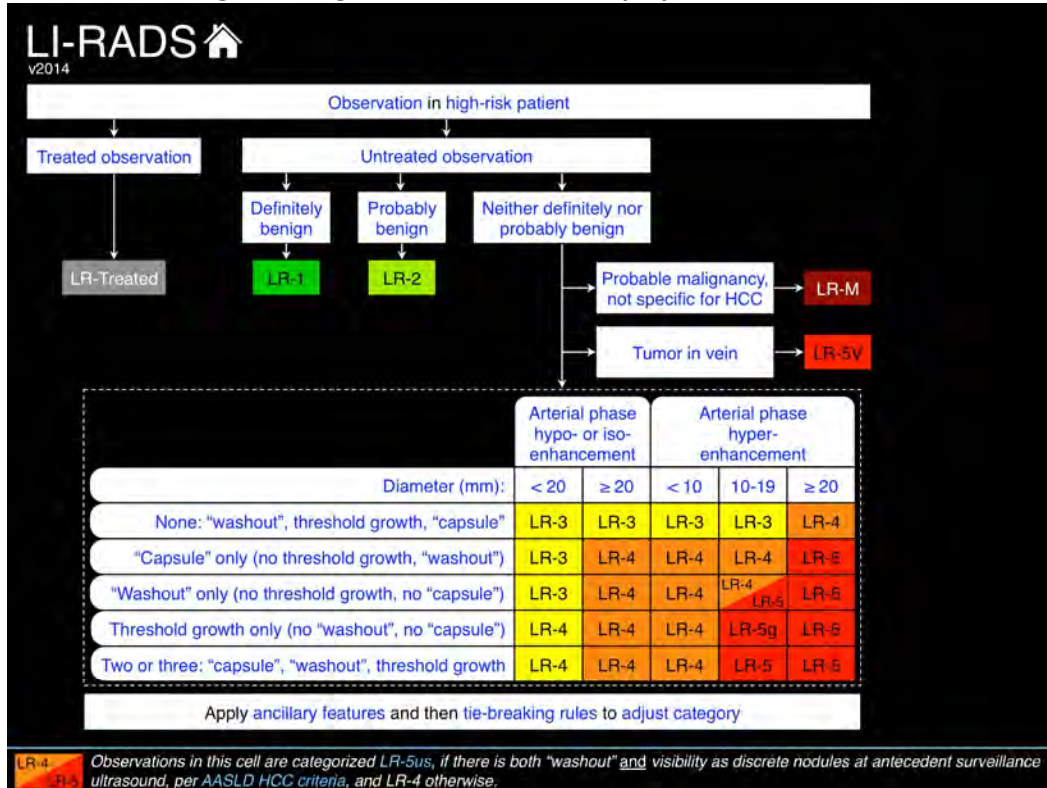 LI-RADS
v2014
Observation in high-risk patient
Treated observation
Untreated observation
Definitely
benign
Probably
benign
Neither definitely nor
probably benign
LR-Treated
LR-1
LR-2
Probable malignancy,
not specific for HCC
LR-M
Tumor in vein
LR-5V
Arterial phase
hypo- or iso-
enhancement
Arterial phase
hyper-
enhancement
Diameter (mm): < 20 ≥ 20 < 10 10-19 ≥ 20
None: “washout”, threshold growth, “capsule” LR-3 LR-3 LR-3 LR-3 LR-4
“Capsule” only (no threshold growth, “washout”) LR-3 LR-4 LR-4 LR-4 LR-5
“Washout” only (no threshold growth, no “capsule”) LR-3 LR-4 LR-4 LR-4 LR-5 LR-5
Threshold growth only (no “washout”, no “capsule”) LR-4 LR-4 LR-4 LR-5g LR-5
Two or three: “capsule”, “washout”, threshold growth LR-4 LR-4 LR-4 LR-5 LR-5
Apply ancillary features and then tie-breaking rules to adjust category
LR-4
LR-5
Observations in this cell are categorized LR-5us, if there is both “washout” and visibility as discrete nodules at antecedent surveillance
ultrasound, per AASLD HCC criteria, and LR-4 otherwise.